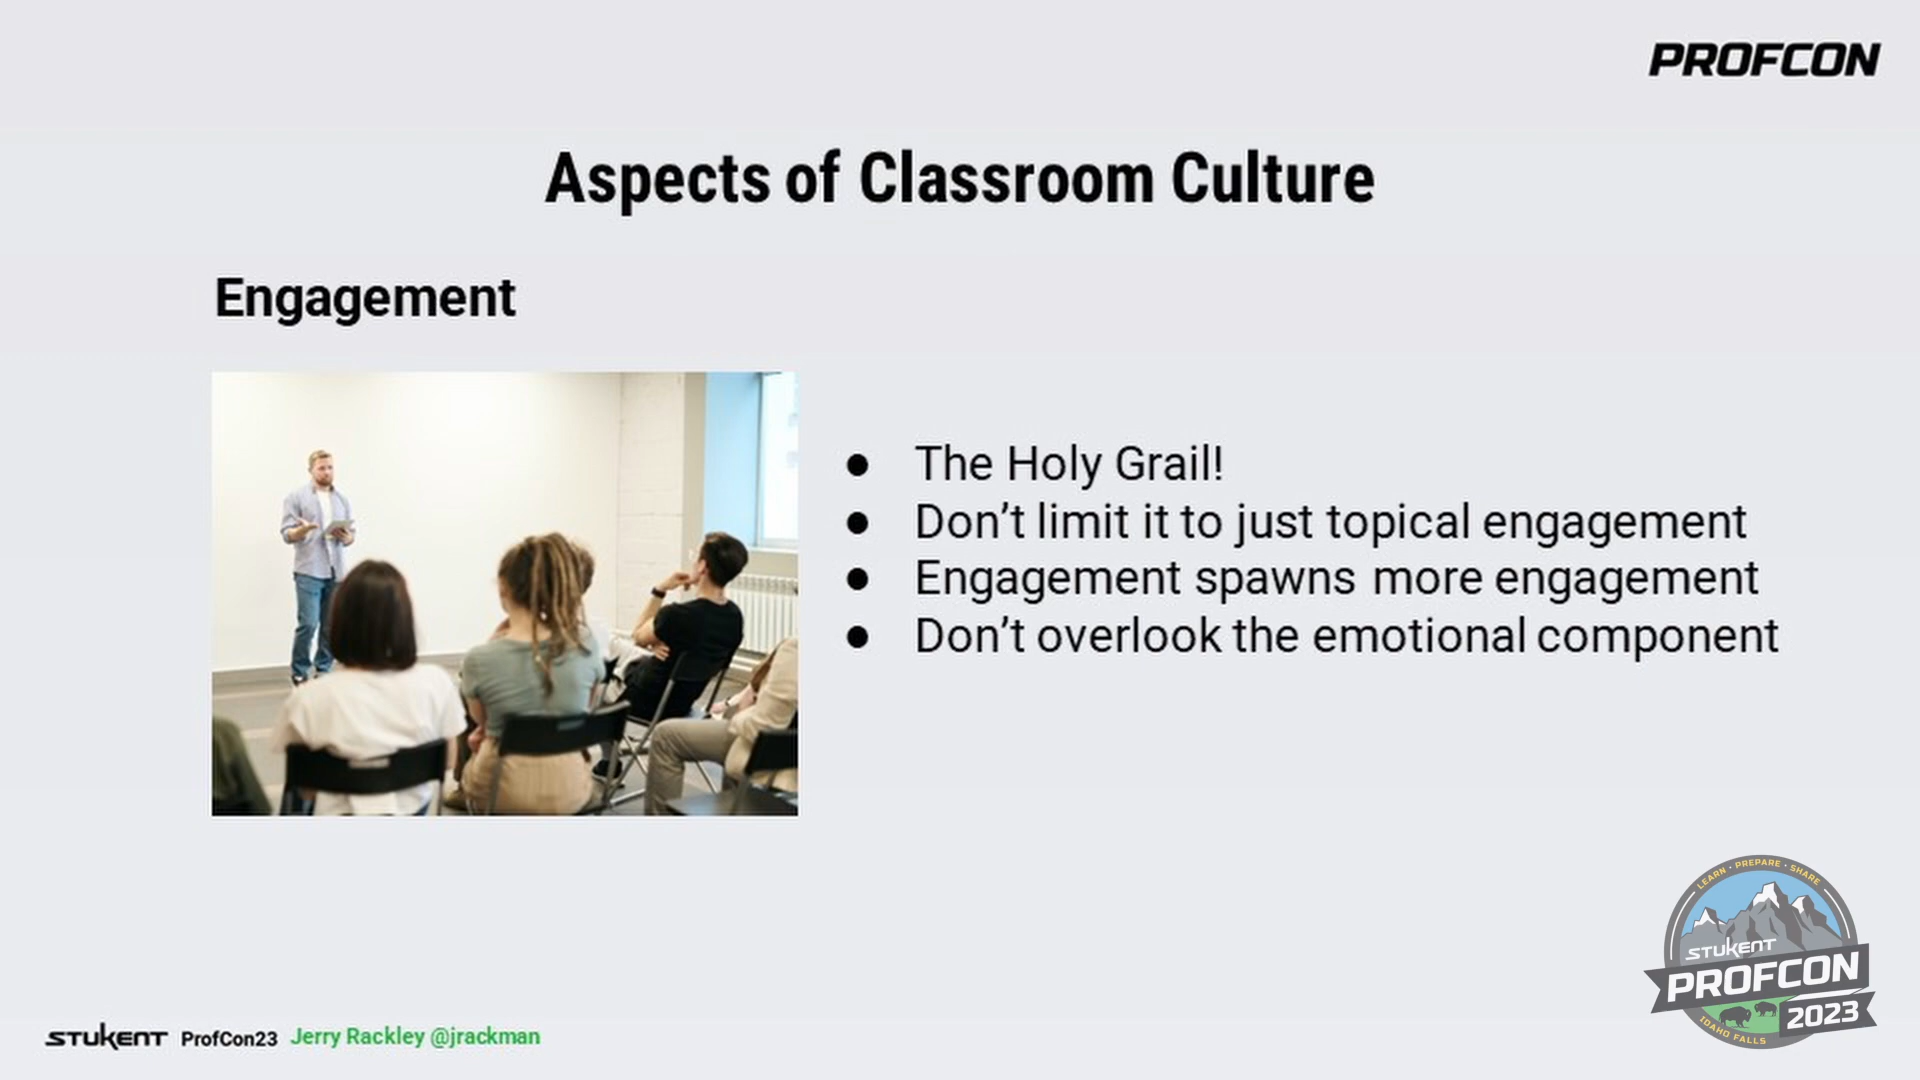 PROFCON
Aspects of Classroom Culture
Engagement
● The Holy Grail!
● Don’t limit it to just topical engagement
● Engagement spawns more engagement
● Don’t overlook the emotional component
LEARN • PREPARE • SHARE
STUKENT
PROFCON
2023
IDAHO FALLS
STUKENT ProfCon23 Jerry Rackley @jrackman